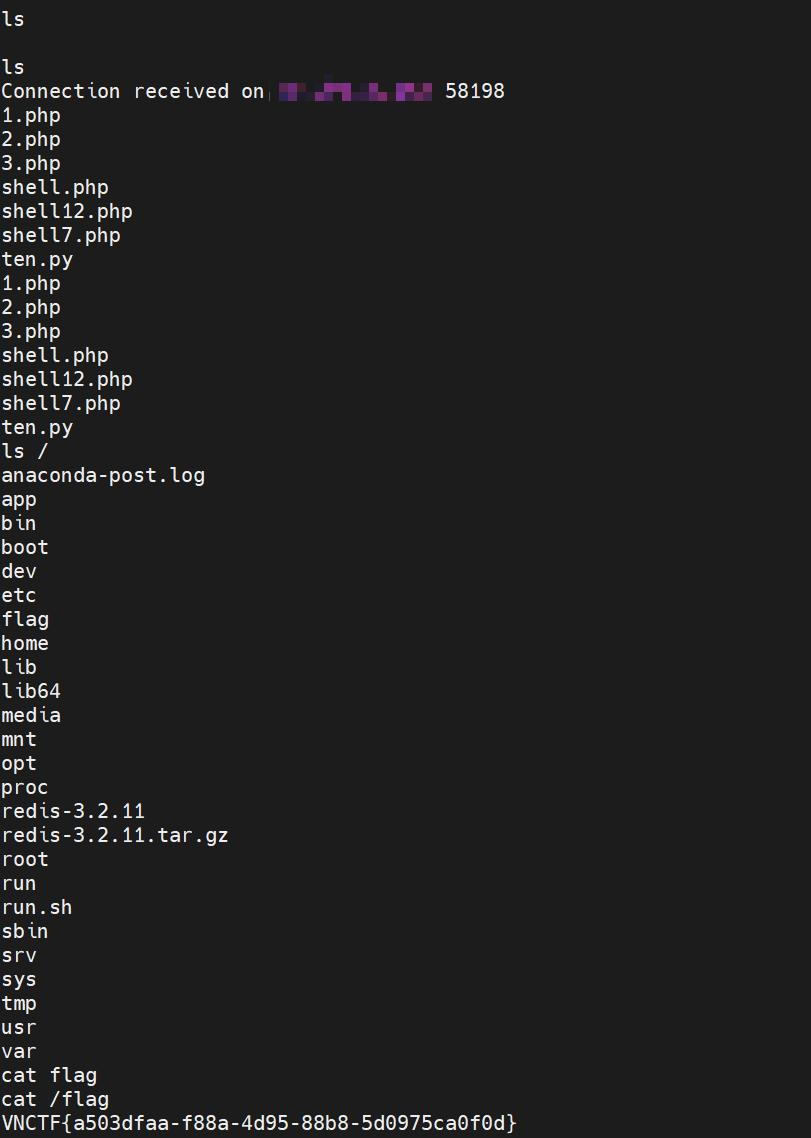 ls
ls
Connection received on 58198
1.php
2.php
3.php
shell.php
shell12.php
shell7.php
ten.py
1.php
2.php
3.php
shell.php
shell12.php
shell7.php
ten.py
ls /
anaconda-post.log
app
bin
boot
dev
etc
flag
home
lib
lib64
media
mnt
opt
proc
redis-3.2.11
redis-3.2.11.tar.gz
root
run
run.sh
sbin
srv
sys
tmp
usr
var
cat flag
cat /flag
VNCTF{a503dfaa-f88a-4d95-88b8-5d0975ca0f0d}